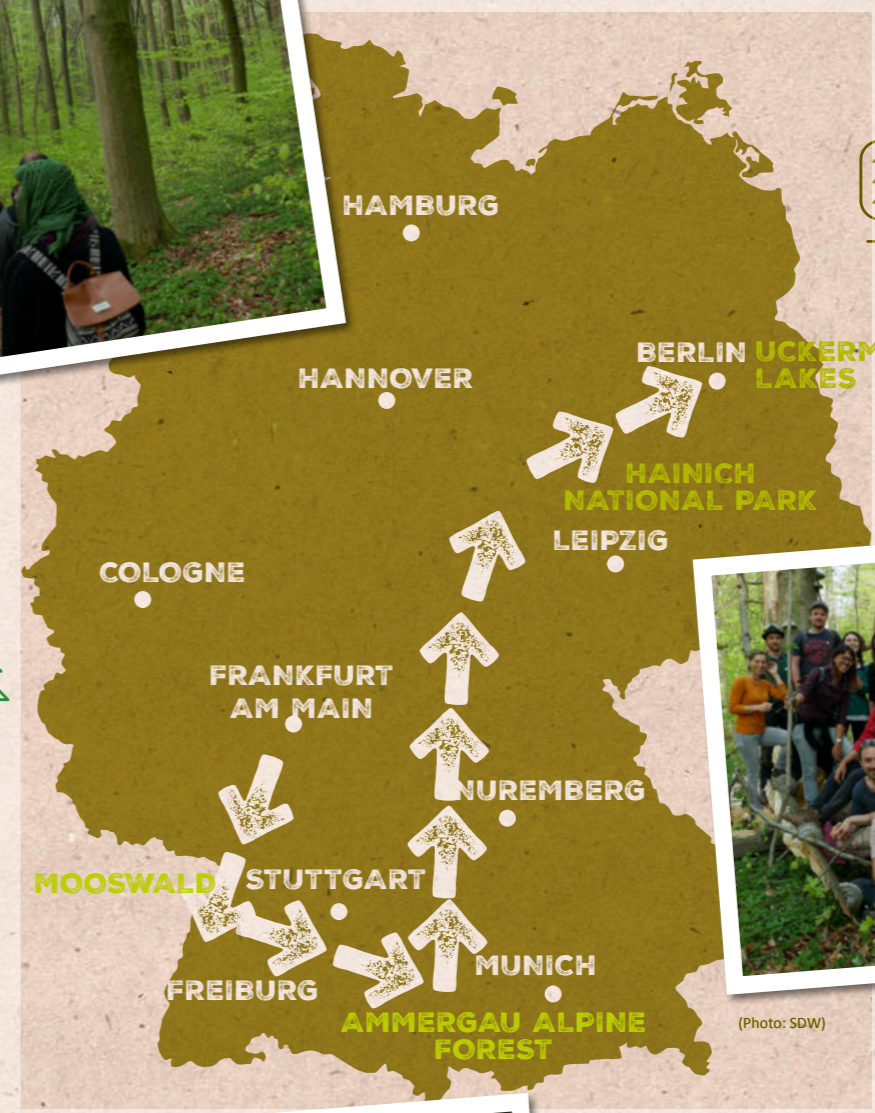 HAMBURG
BERLIN
UCKERM
LAKES
HANNOVER
HAINICH
NATIONAL PARK
LEIPZIG
COLOGNE
FRANKFURT
AM MAIN
NUREMBERG
MOOSWALD
STUTTGART
MUNICH
FREIBURG
AMMERGAU ALPINE
FOREST
(Photo: SDW)